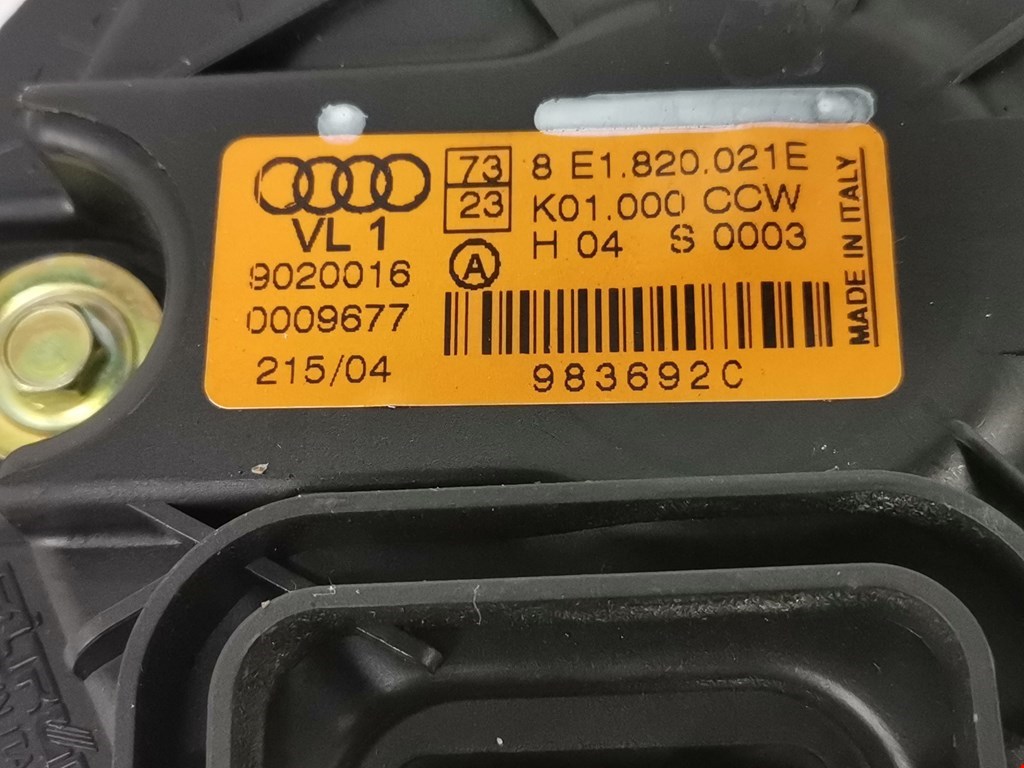 VL 1
9020016
0009677
215/04
73
23
A
8 E1.820.021E
K01.000 CCW
H 04 S 0003
983692C
MADE IN ITALY